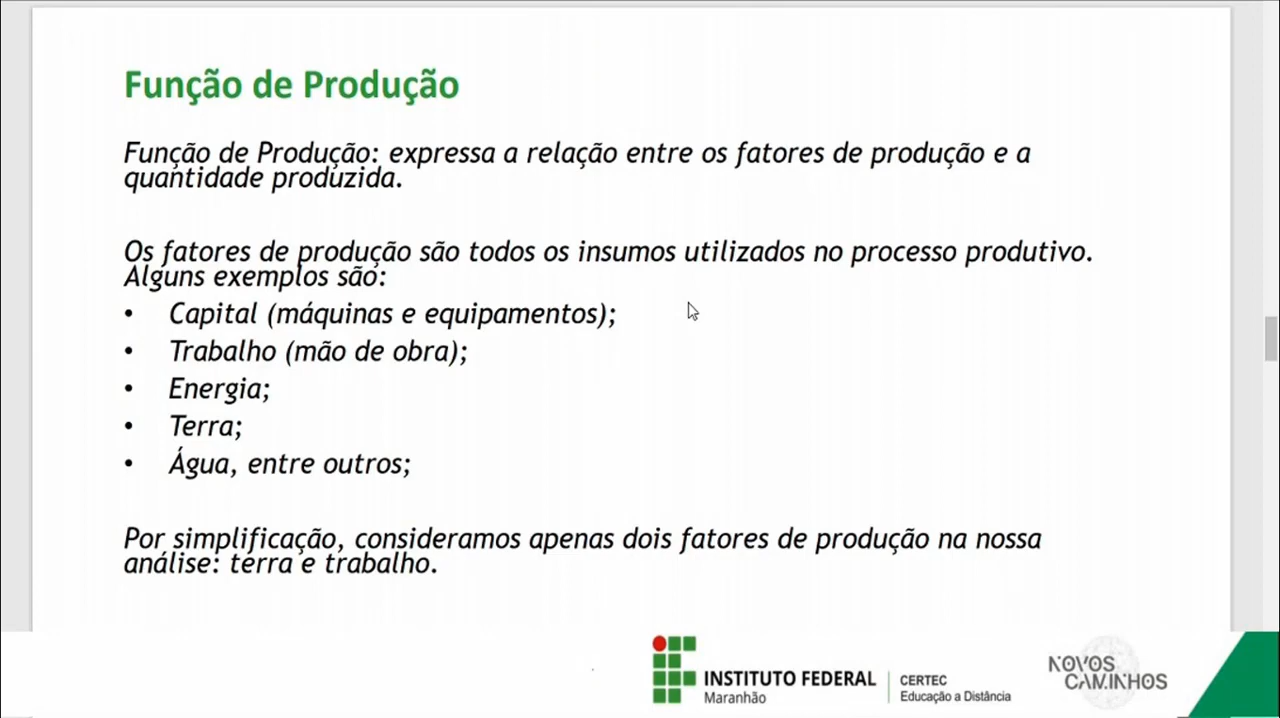 Função de Produção
Função de Produção: expressa a relação entre os fatores de produção e a
quantidade produzida.
Os fatores de produção são todos os insumos utilizados no processo produtivo.
Alguns exemplos são:
• Capital (máquinas e equipamentos);
• Trabalho (mão de obra);
• Energia;
• Terra;
• Água, entre outros;
Por simplificação, consideramos apenas dois fatores de produção na nossa
análise: terra e trabalho.
INSTITUTO FEDERAL
Maranhão
CERTEC
Educação a Distância
NOVOS
CAMINHOS